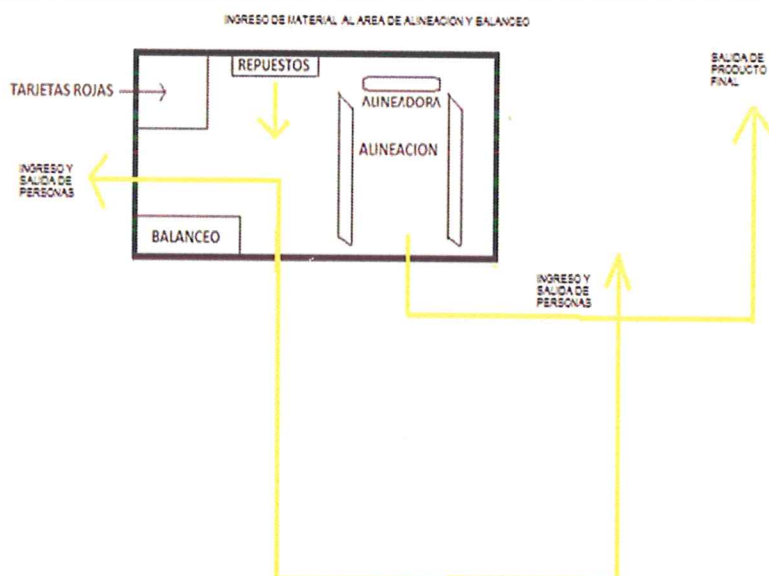 INGRESO DE MATERIAL AL AREA DE ALINEACION Y BALANCEO
SALIDA DE
PRODUCTO
FINAL
REPUESTOS
TARJETAS ROJAS
ALINEADORA
ALINEACION
INGRESO Y
SALIDA DE
PERSONAS
BALANCEO
INGRESO Y
SALIDA DE
PERSONAS